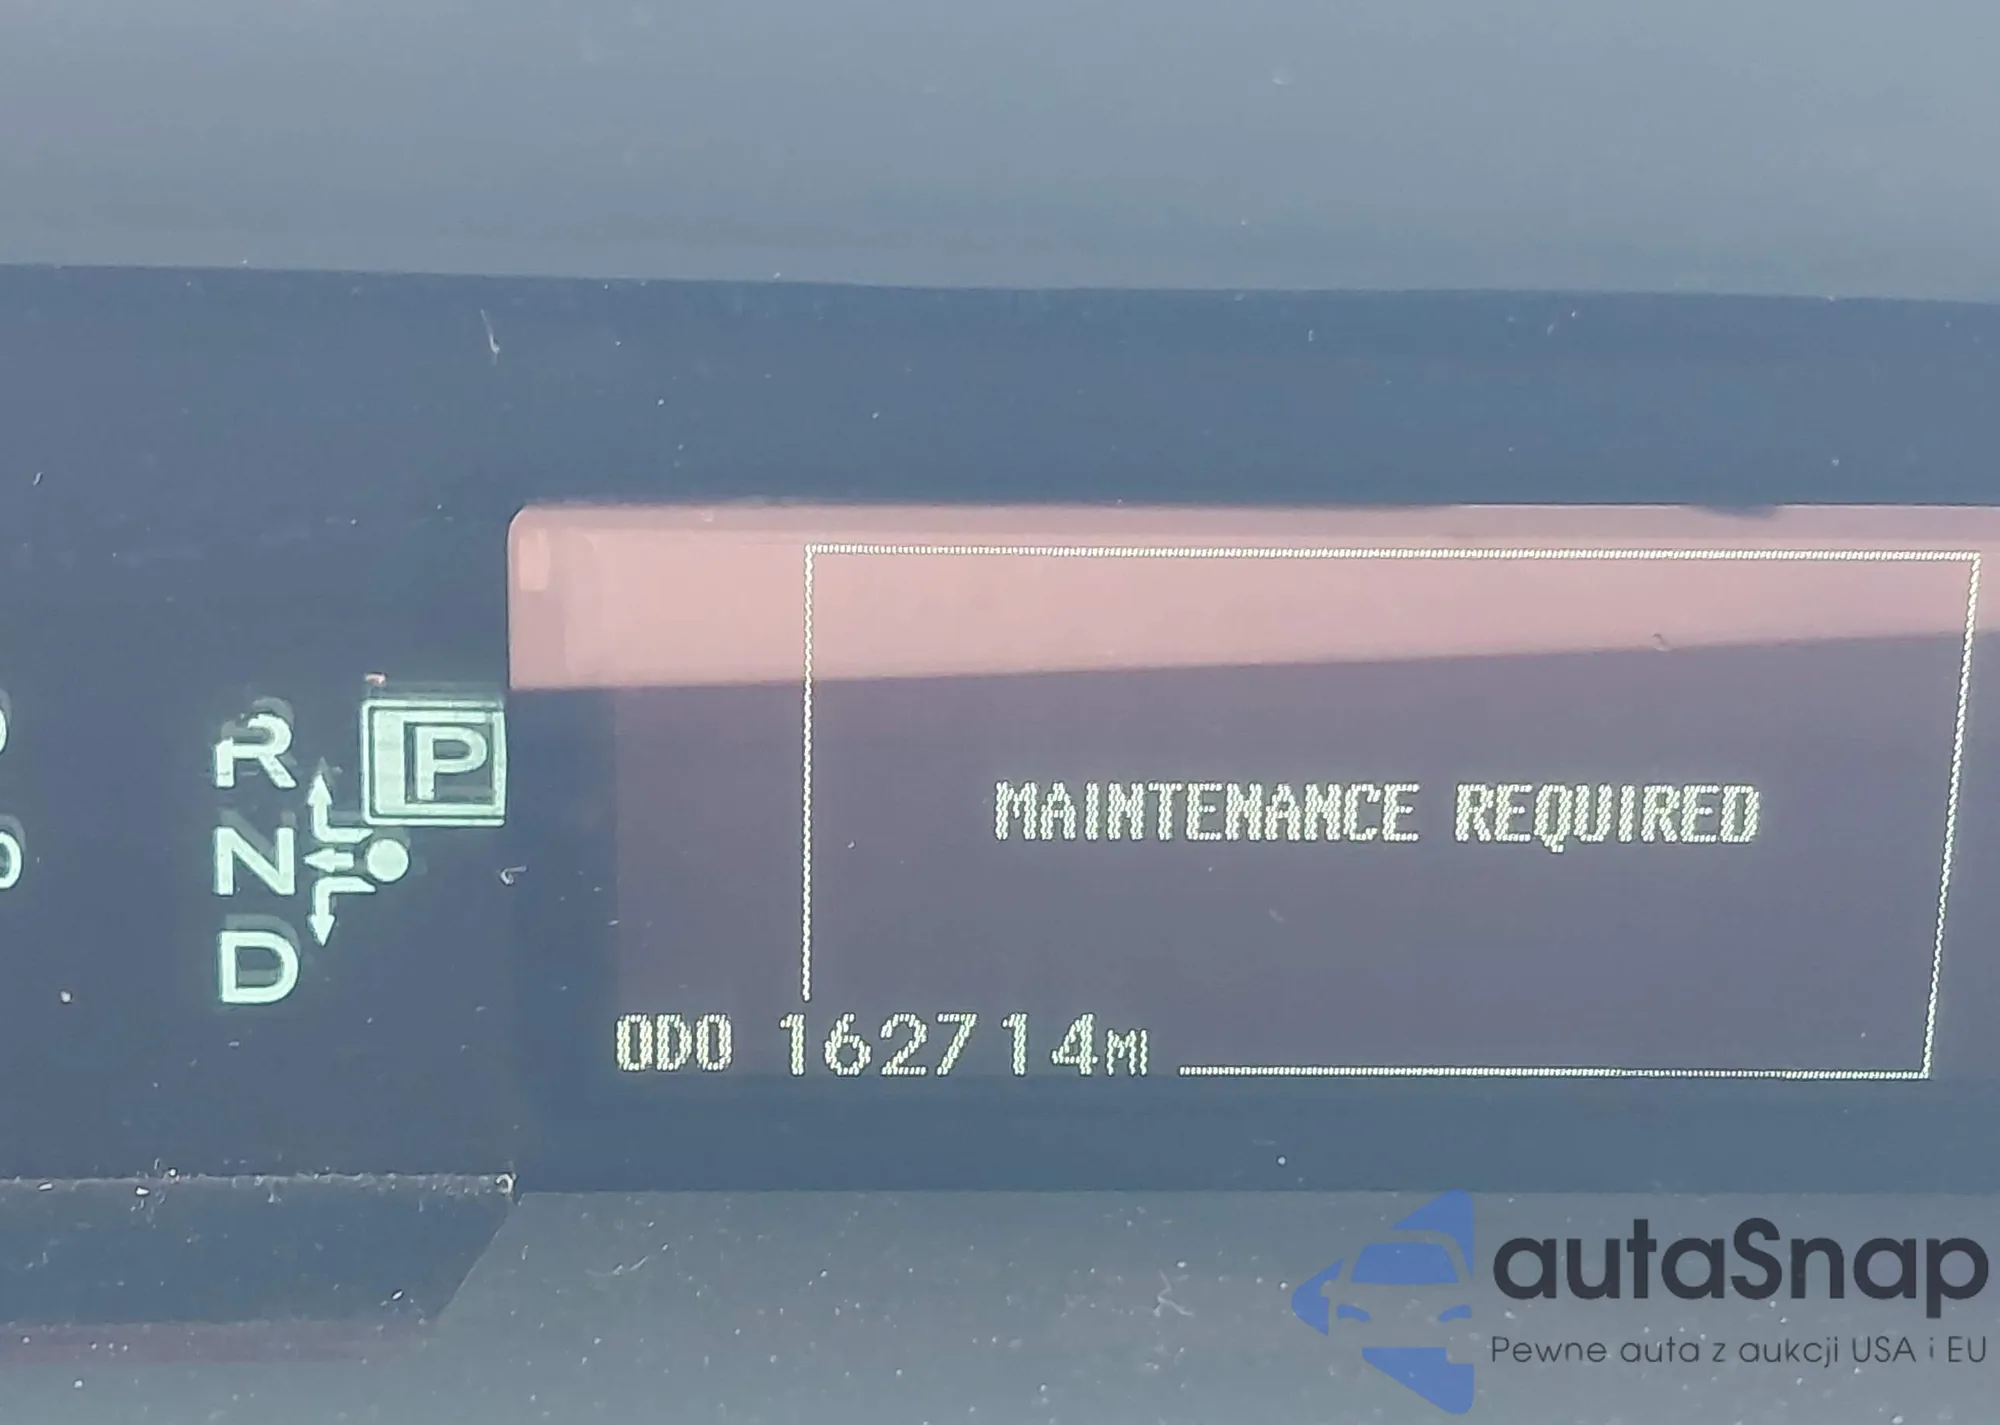 R P
N
D
MAINTENANCE REQUIRED
ODO 162714MI
autaSnap
Pewne auta z aukcji USA i EU